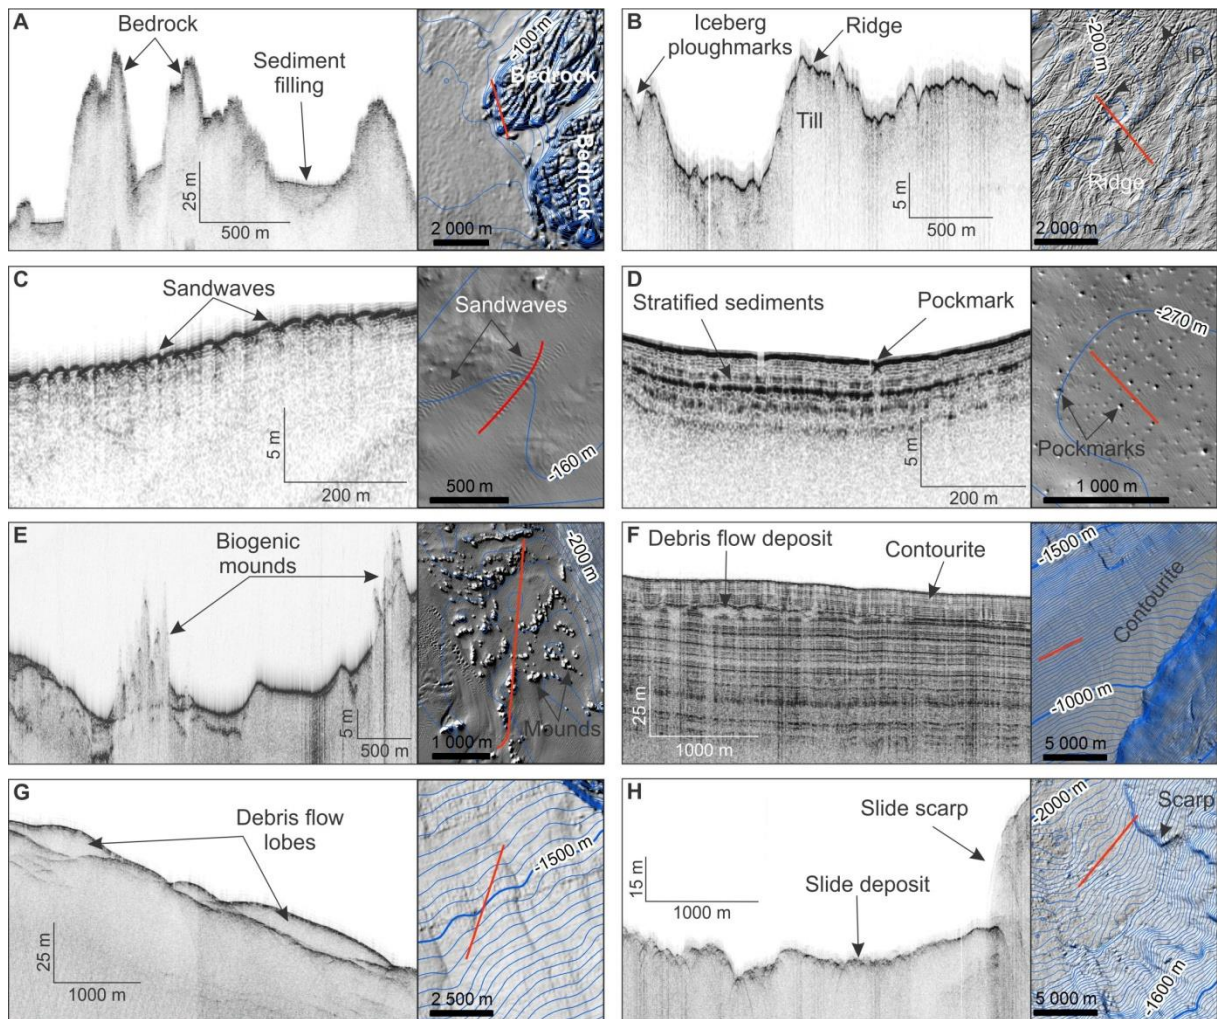 A
Bedrock
Sediment
filling
25 m
500 m
-100 m
Bedrock
Bedrock
2 000 m
B
Iceberg
ploughmarks
Ridge
Till
5 m
500 m
-200 m
IP
Ridge
2 000 m
C
Sandwaves
5 m
200 m
Sandwaves
-160 m
500 m
D
Stratified sediments
Pockmark
5 m
200 m
-270 m
Pockmarks
1 000 m
E
Biogenic
mounds
5 m
500 m
-200 m
Mounds
1 000 m
F
Debris flow deposit
Contourite
25 m
1000 m
-1500 m
Contourite
-1000 m
5 000 m
G
Debris flow
lobes
25 m
1000 m
-1500 m
2 500 m
H
Slide scarp
15 m
1000 m
Slide deposit
-2000 m
Scarp
-1600 m
5 000 m